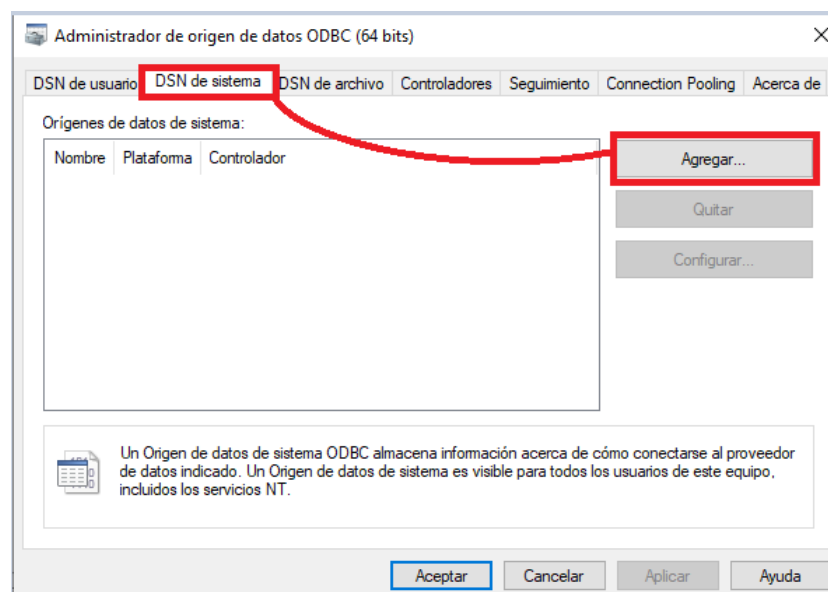 Administrador de origen de datos ODBC (64 bits)
DSN de usuario DSN de sistema DSN de archivo Controladores Seguimiento Connection Pooling Acerca de
Orígenes de datos de sistema:
Nombre Plataforma Controlador
Agregar...
Quitar
Configurar...
Un Origen de datos de sistema ODBC almacena información acerca de cómo conectarse al proveedor
de datos indicado. Un Origen de datos de sistema es visible para todos los usuarios de este equipo,
incluidos los servicios NT.
Aceptar Cancelar Aplicar Ayuda